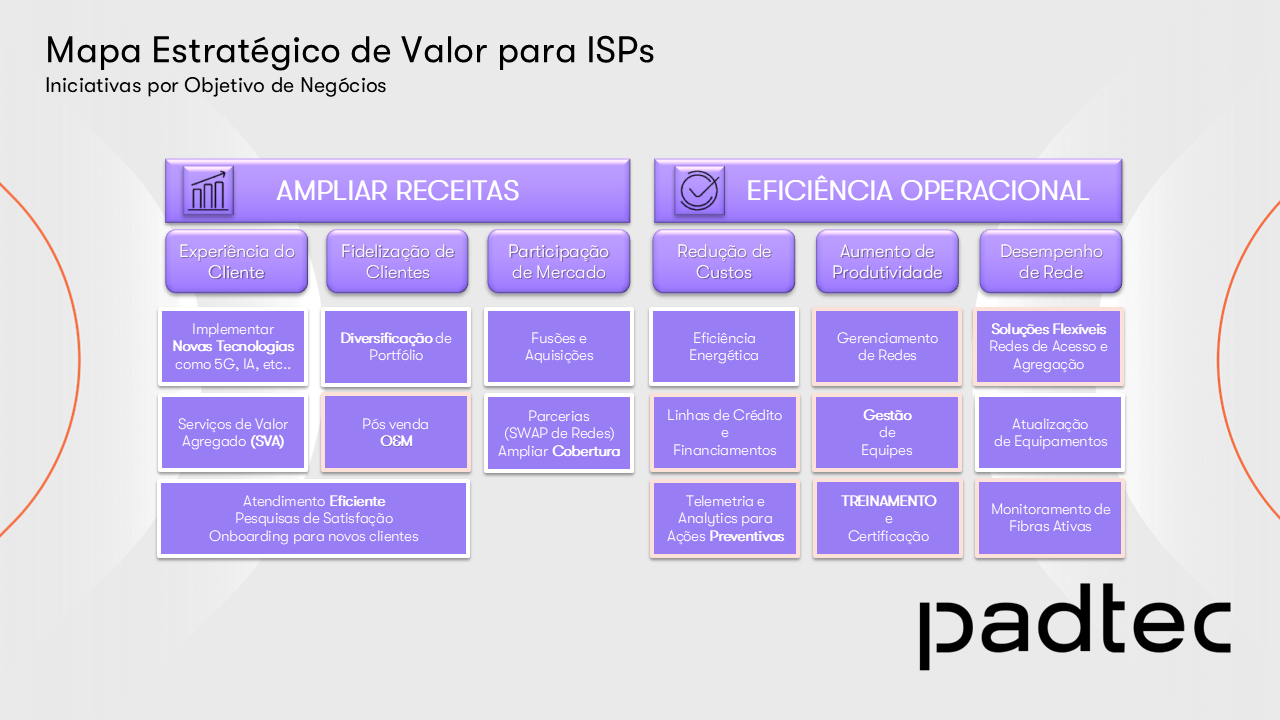 Mapa Estratégico de Valor para ISPs
Iniciativas por Objetivo de Negócios
AMPLIAR RECEITAS
EFICIÊNCIA OPERACIONAL
Experiência do
Cliente
Fidelização de
Clientes
Participação
de Mercado
Redução de
Custos
Aumento de
Produtividade
Desempenho
de Rede
Implementar
Novas Tecnologias
como 5G, IA, etc..
Diversificação de
Portfólio
Fusões e
Aquisições
Eficiência
Energética
Gerenciamento
de Redes
Soluções Flexíveis
Redes de Acesso e
Agregação
Serviços de Valor
Agregado (SVA)
Pós venda
O&M
Parcerias
(SWAP de Redes)
Ampliar Cobertura
Linhas de Crédito
e
Financiamentos
Gestão
de
Equipes
Atualização
de Equipamentos
Atendimento Eficiente
Pesquisas de Satisfação
Onboarding para novos clientes
Telemetria e
Analytics para
Ações Preventivas
TREINAMENTO
e
Certificação
Monitoramento de
Fibras Ativas
padtec